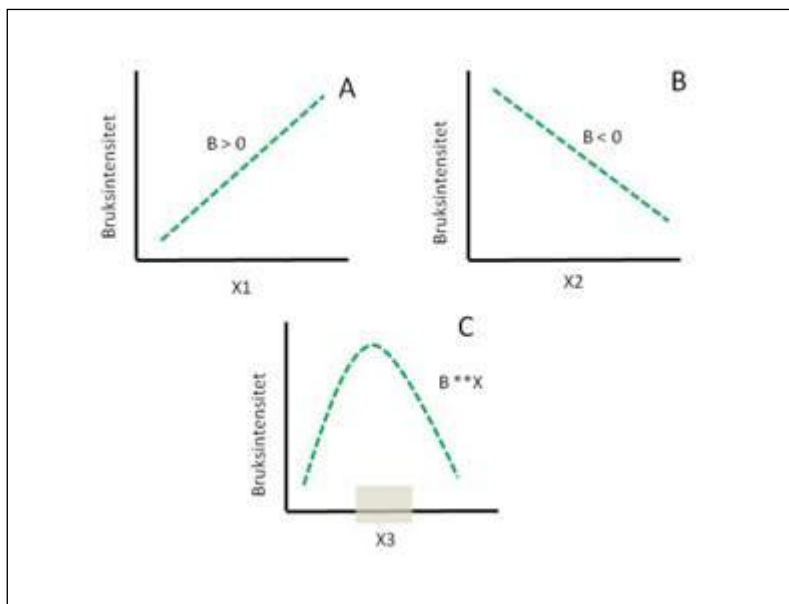 A
B > 0
Bruksintensitet
X1
B
B < 0
Bruksintensitet
X2
C
B **X
Bruksintensitet
X3